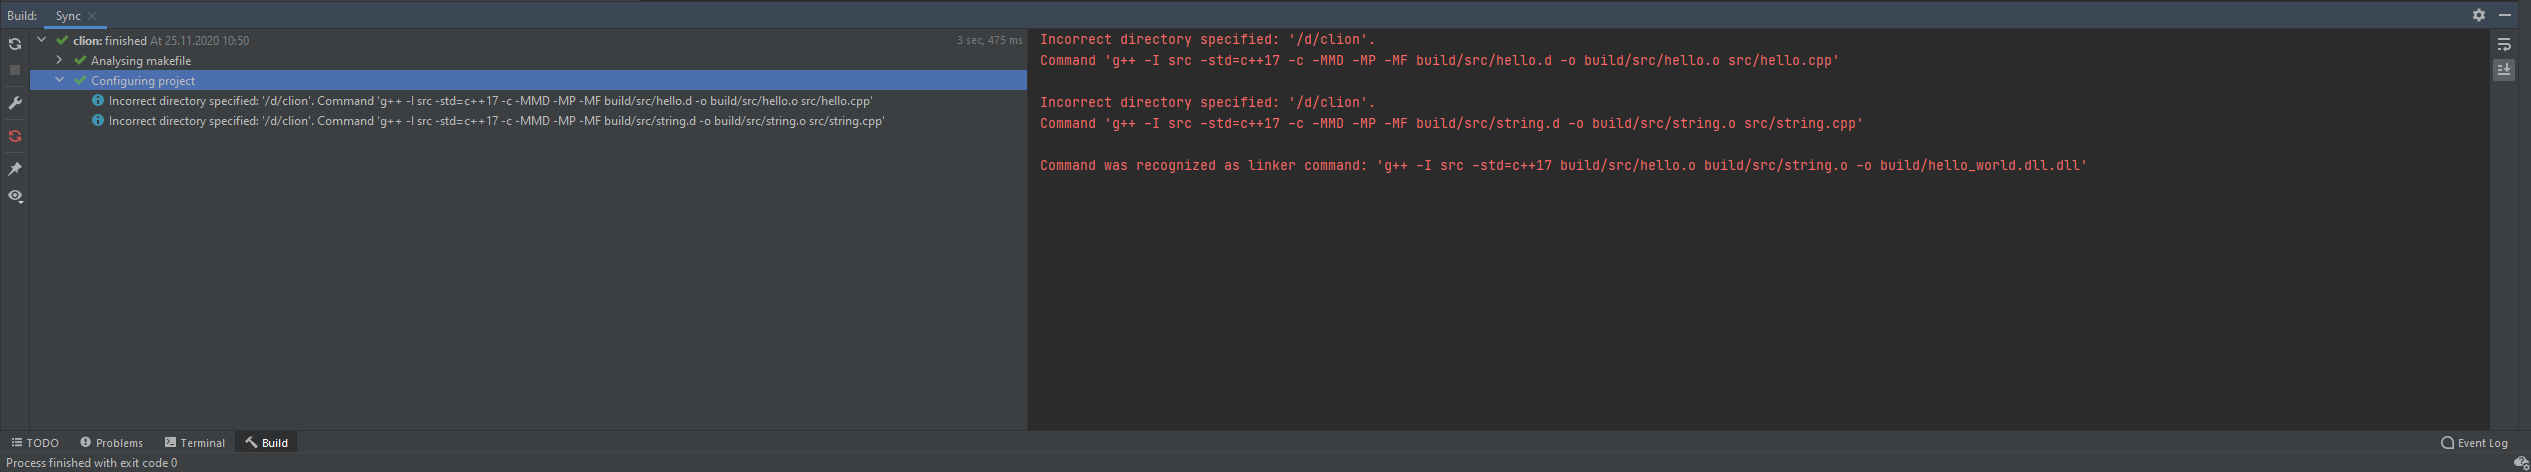 Build: Sync
clion: finished At 25.11.2020 10:50 3 sec, 475 ms
Analysing makefile
Configuring project
Incorrect directory specified: '/d/clion'. Command 'g++ -I src -std=c++17 -c -MMD -MP -MF build/src/hello.d -o build/src/hello.o src/hello.cpp'
Incorrect directory specified: '/d/clion'. Command 'g++ -I src -std=c++17 -c -MMD -MP -MF build/src/string.d -o build/src/string.o src/string.cpp'
Incorrect directory specified: '/d/clion'.
Command 'g++ -I src -std=c++17 -c -MMD -MP -MF build/src/hello.d -o build/src/hello.o src/hello.cpp'
Incorrect directory specified: '/d/clion'.
Command 'g++ -I src -std=c++17 -c -MMD -MP -MF build/src/string.d -o build/src/string.o src/string.cpp'
Command was recognized as linker command: 'g++ -I src -std=c++17 build/src/hello.o build/src/string.o -o build/hello_world.dll.dll'
TODO Problems Terminal Build Event Log
Process finished with exit code 0